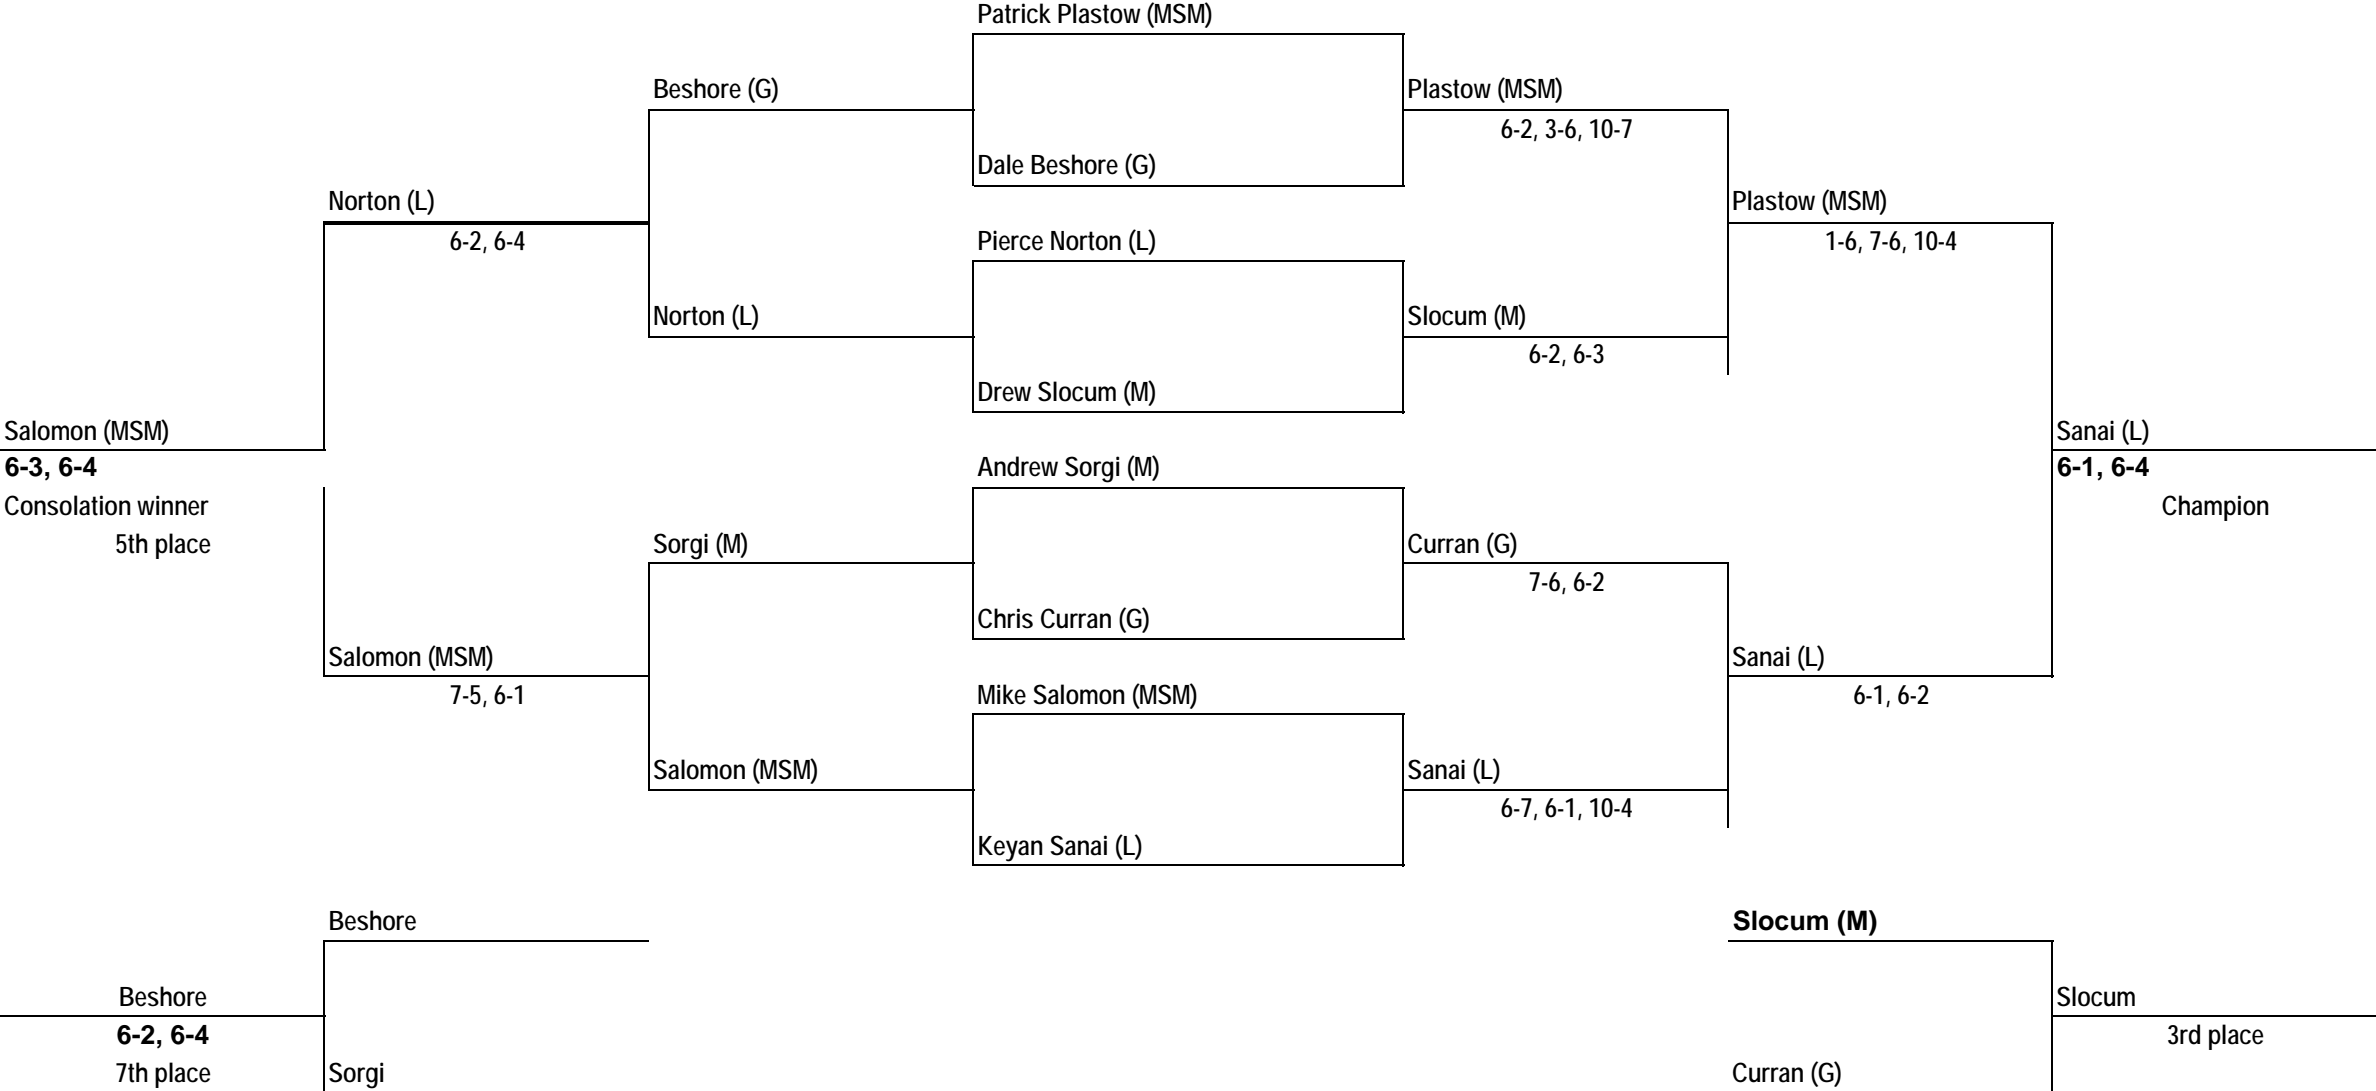 Patrick Plastow (MSM)
Beshore (G)
Plastow (MSM)
6-2, 3-6, 10-7
Dale Beshore (G)
Norton (L)
Plastow (MSM)
6-2, 6-4
Pierce Norton (L)
1-6, 7-6, 10-4
Norton (L)
Slocum (M)
6-2, 6-3
Drew Slocum (M)
Salomon (MSM)
Sanai (L)
6-3, 6-4
Andrew Sorgi (M)
6-1, 6-4
Consolation winner
Champion
5th place
Sorgi (M)
Curran (G)
7-6, 6-2
Chris Curran (G)
Salomon (MSM)
Sanai (L)
7-5, 6-1
Mike Salomon (MSM)
6-1, 6-2
Salomon (MSM)
Sanai (L)
6-7, 6-1, 10-4
Keyan Sanai (L)
Beshore
Slocum (M)
Beshore
Slocum
6-2, 6-4
3rd place
7th place
Sorgi
Curran (G)